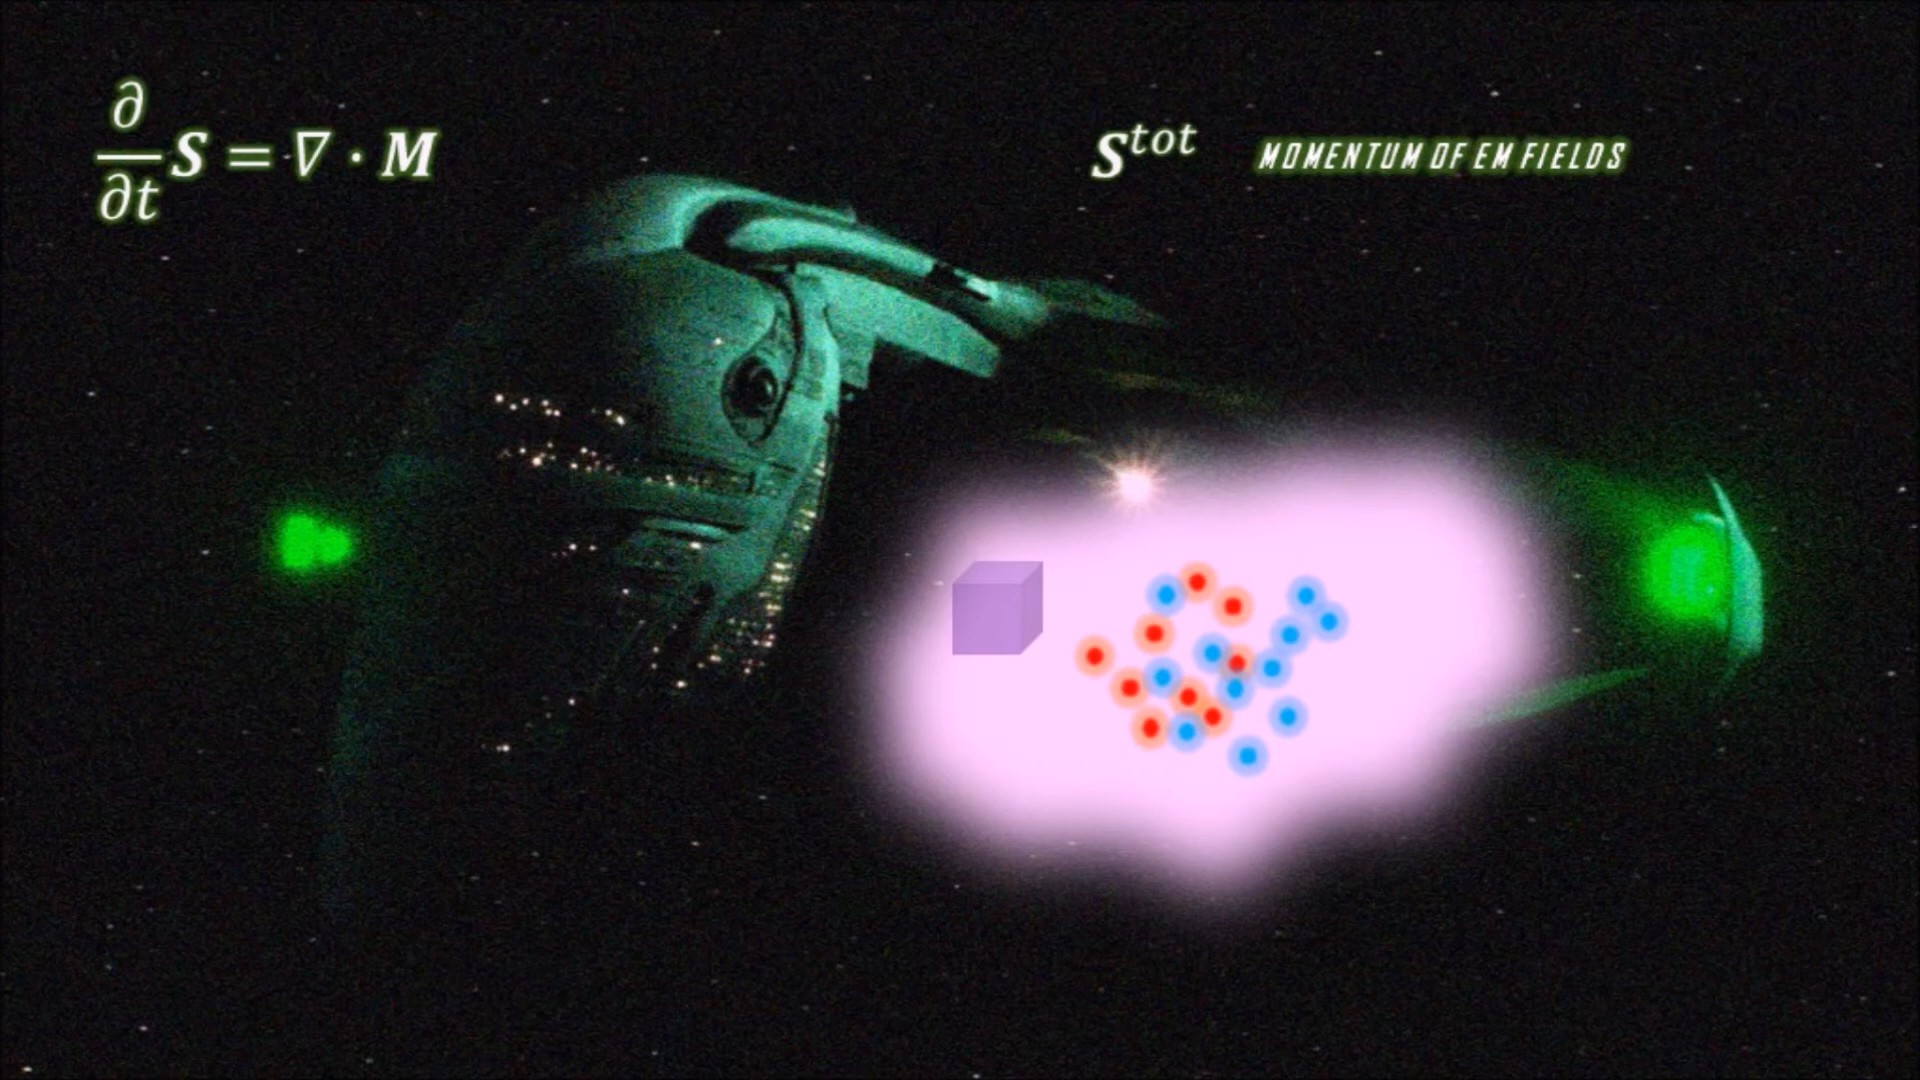 ∂/∂t S = ∇ · M
S^tot MOMENTUM OF EM FIELDS